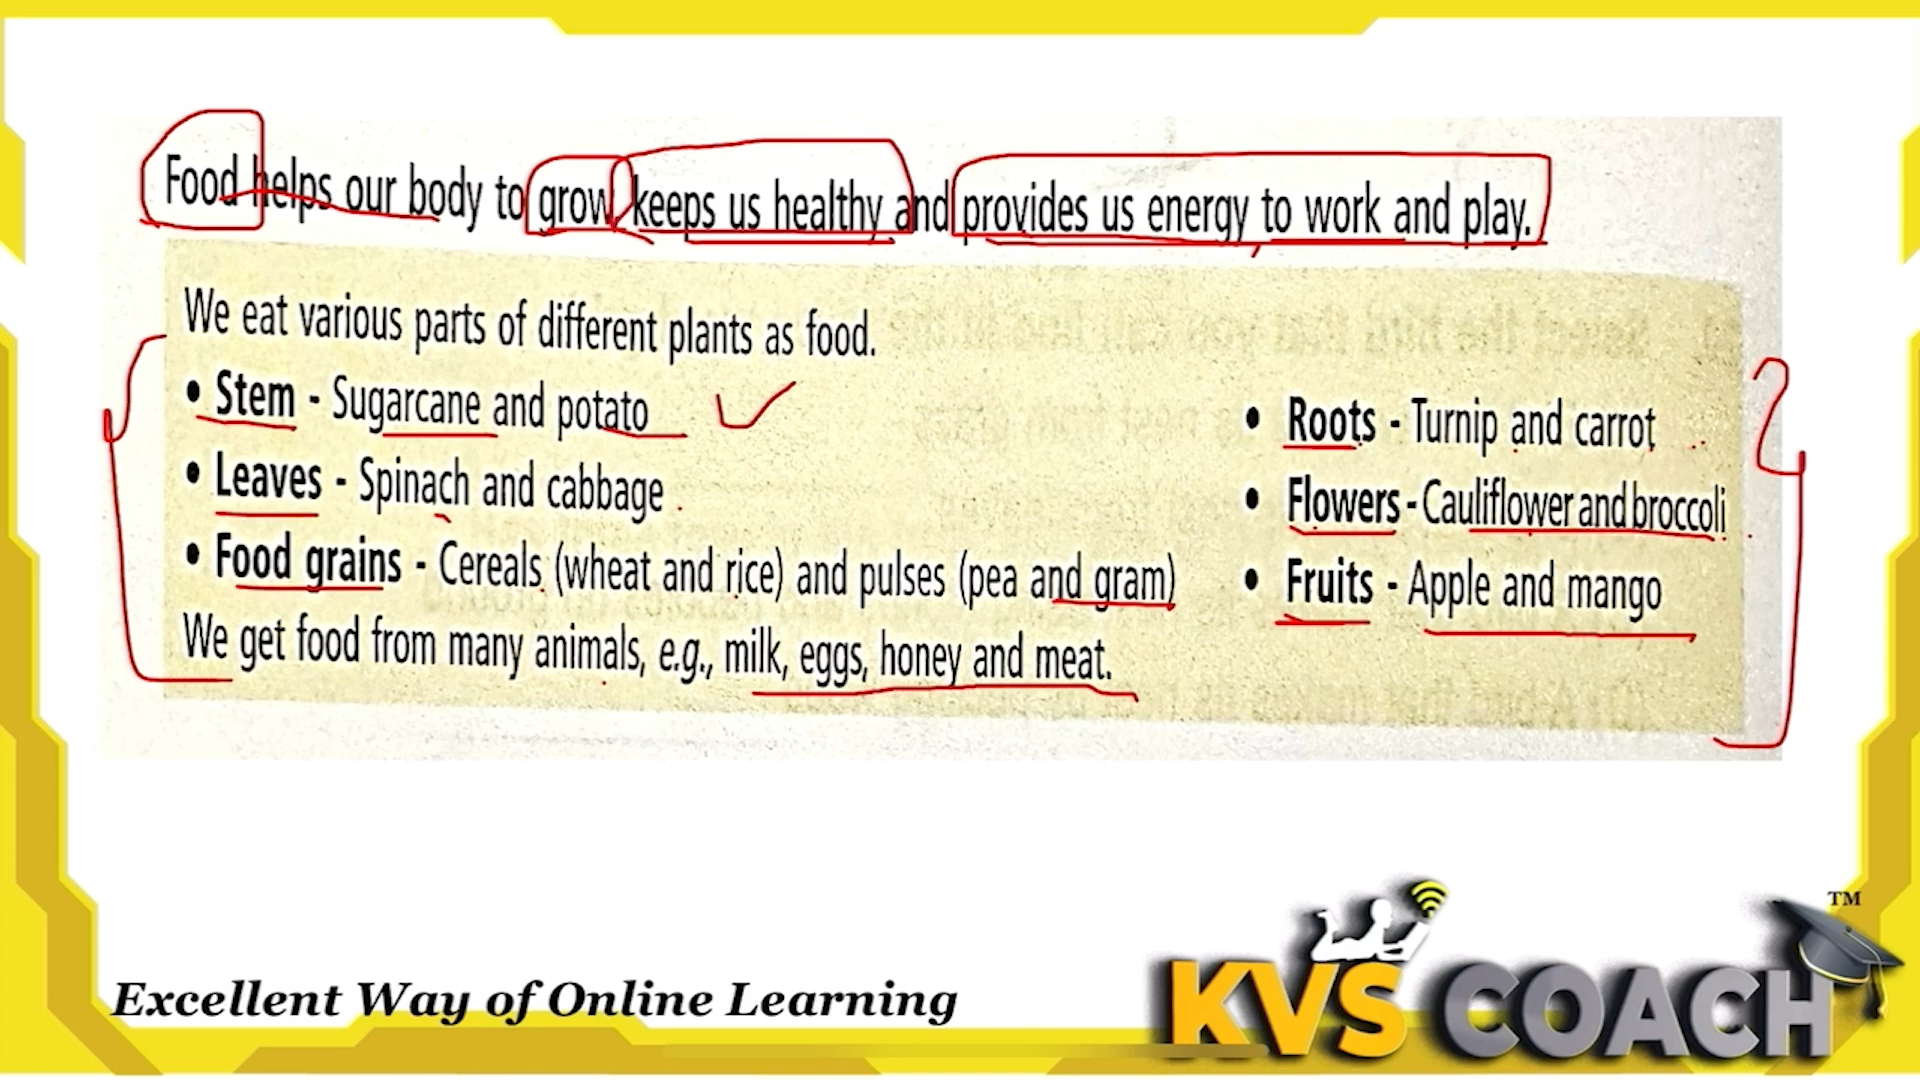 Food helps our body to grow, keeps us healthy and provides us energy to work and play.
We eat various parts of different plants as food.
• Stem - Sugarcane and potato
• Leaves - Spinach and cabbage
• Food grains - Cereals (wheat and rice) and pulses (pea and gram)
We get food from many animals, e.g., milk, eggs, honey and meat.
• Roots - Turnip and carrot
• Flowers - Cauliflower and broccoli
• Fruits - Apple and mango
Excellent Way of Online Learning
KVS COACH TM